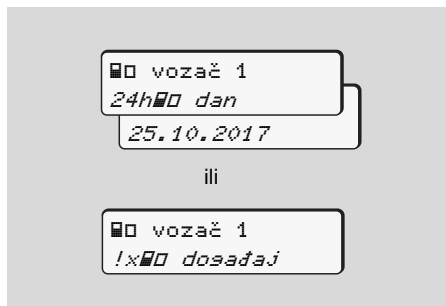 vozač 1
24h dan
25.10.2017
ili
vozač 1
!x događaj